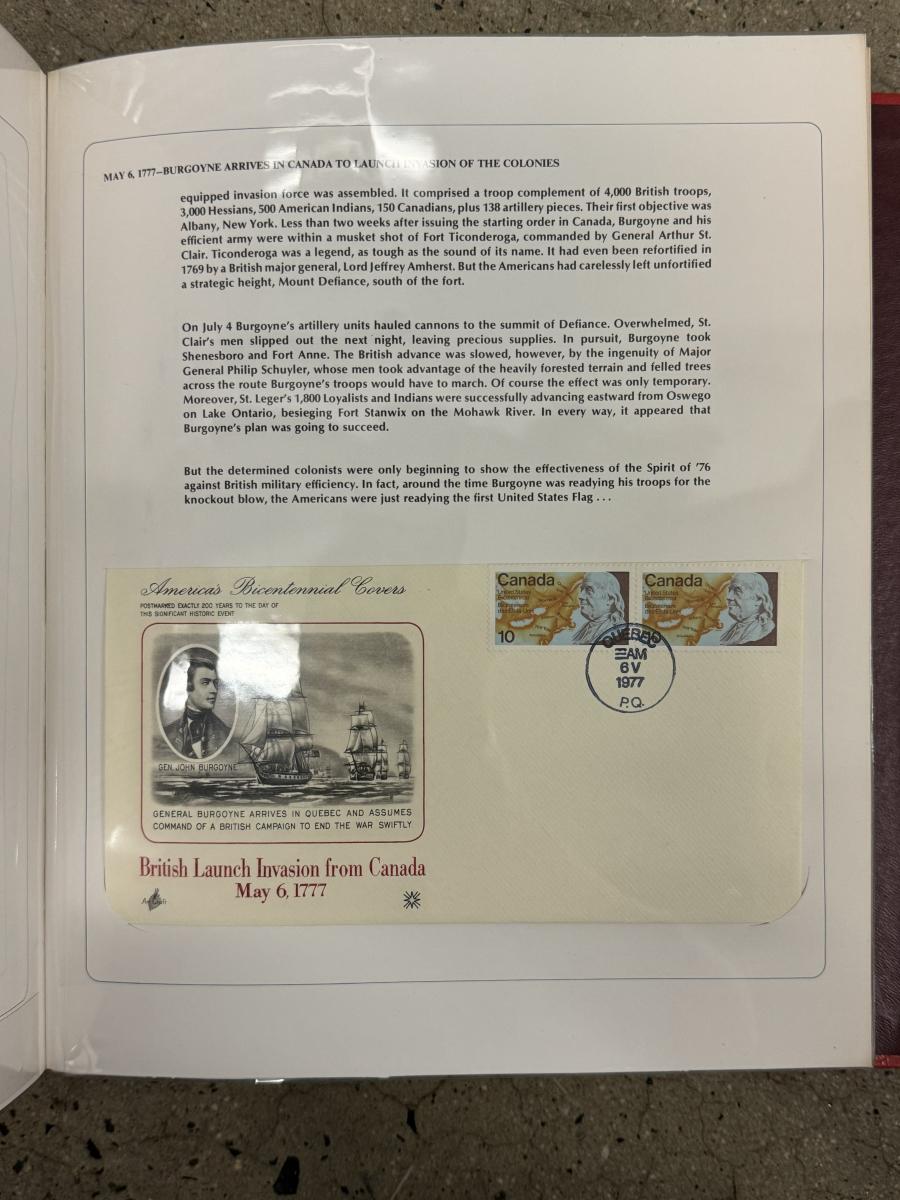 MAY 6, 1777—BURGOYNE ARRIVES IN CANADA TO LAUNCH INVASION OF THE COLONIES
equipped invasion force was assembled. It comprised a troop complement of 4,000 British troops,
3,000 Hessians, 500 American Indians, 150 Canadians, plus 138 artillery pieces. Their first objective was
Albany, New York. Less than two weeks after issuing the starting order in Canada, Burgoyne and his
efficient army were within a musket shot of Fort Ticonderoga, commanded by General Arthur St.
Clair. Ticonderoga was a legend, as tough as the sound of its name. It had even been refortified in
1769 by a British major general, Lord Jeffrey Amherst. But the Americans had carelessly left unfortified
a strategic height, Mount Defiance, south of the fort.
On July 4 Burgoyne's artillery units hauled cannons to the summit of Defiance. Overwhelmed, St.
Clair's men slipped out the next night, leaving precious supplies. In pursuit, Burgoyne took
Shenesboro and Fort Anne. The British advance was slowed, however, by the ingenuity of Major
General Philip Schuyler, whose men took advantage of the heavily forested terrain and felled trees
across the route Burgoyne's troops would have to march. Of course the effect was only temporary.
Moreover, St. Leger's 1,800 Loyalists and Indians were successfully advancing eastward from Oswego
on Lake Ontario, besieging Fort Stanwix on the Mohawk River. In every way, it appeared that
Burgoyne's plan was going to succeed.
But the determined colonists were only beginning to show the effectiveness of the Spirit of '76
against British military efficiency. In fact, around the time Burgoyne was readying his troops for the
knockout blow, the Americans were just readying the first United States Flag . . .
America's Bicentennial Covers
POSTMARKED EXACTLY 200 YEARS TO THE DAY OF
THIS SIGNIFICANT HISTORIC EVENT
GEN. JOHN BURGOYNE
GENERAL BURGOYNE ARRIVES IN QUEBEC AND ASSUMES
COMMAND OF A BRITISH CAMPAIGN TO END THE WAR SWIFTLY
British Launch Invasion from Canada
May 6, 1777
ArtCraft
Canada
United States
Bicentennial
10
Canada
United States
Bicentennial
QUEBEC
AM
6 V
1977
P.Q.